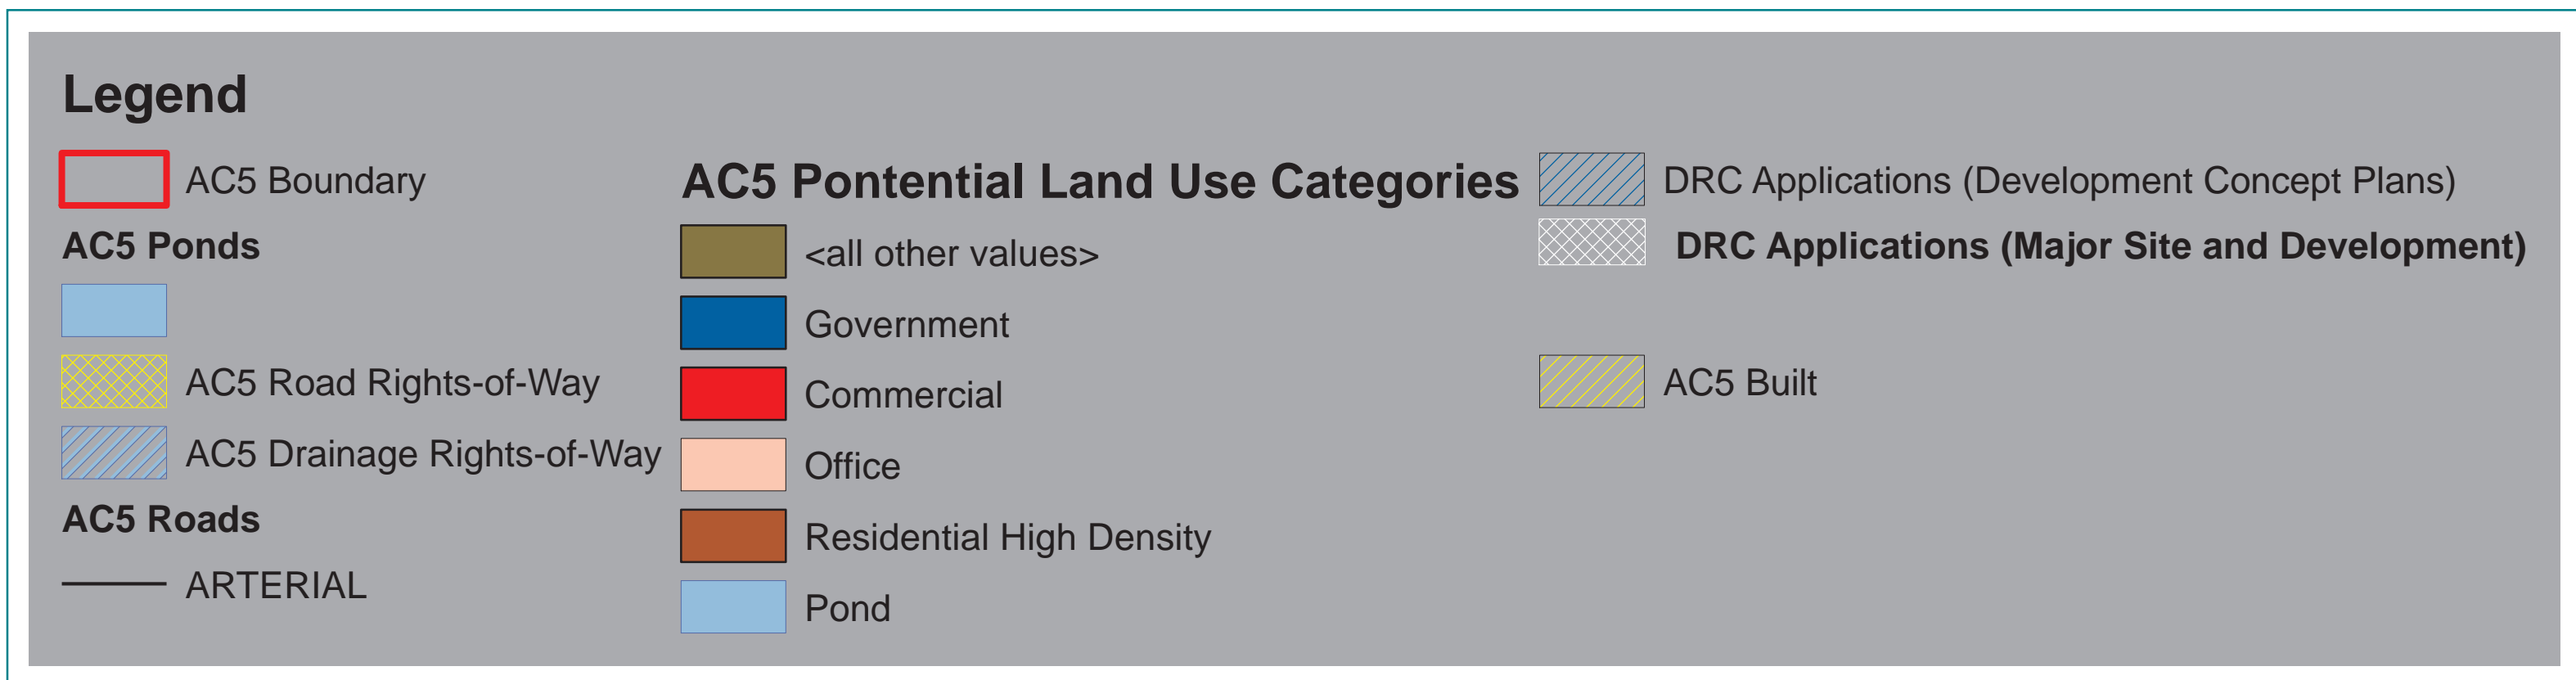 Legend
AC5 Boundary
AC5 Ponds
AC5 Road Rights-of-Way
AC5 Drainage Rights-of-Way
AC5 Roads
ARTERIAL
AC5 Pontential Land Use Categories
<all other values>
Government
Commercial
Office
Residential High Density
Pond
DRC Applications (Development Concept Plans)
DRC Applications (Major Site and Development)
AC5 Built